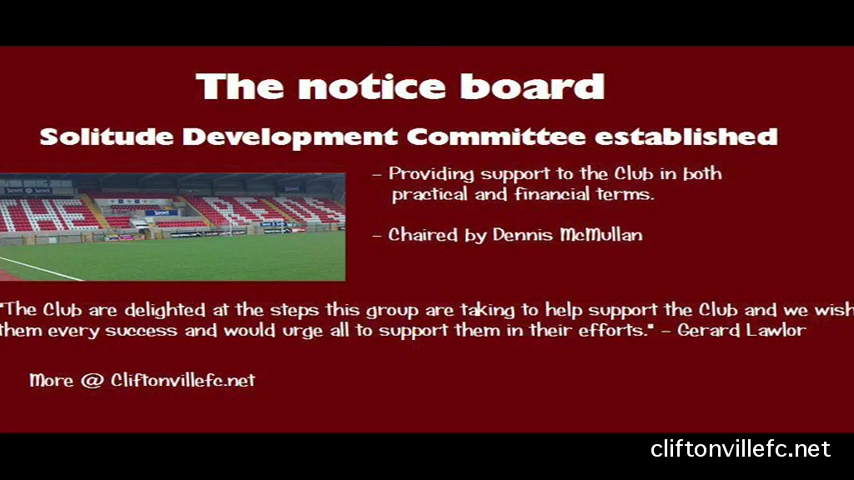 The notice board
Solitude Development Committee established
THE REDS
- Providing support to the Club in both
practical and financial terms.
- Chaired by Dennis McMullan
"The Club are delighted at the steps this group are taking to help support the Club and we wish
them every success and would urge all to support them in their efforts." - Gerard Lawlor
More @ Cliftonvillefc.net
cliftonvillefc.net